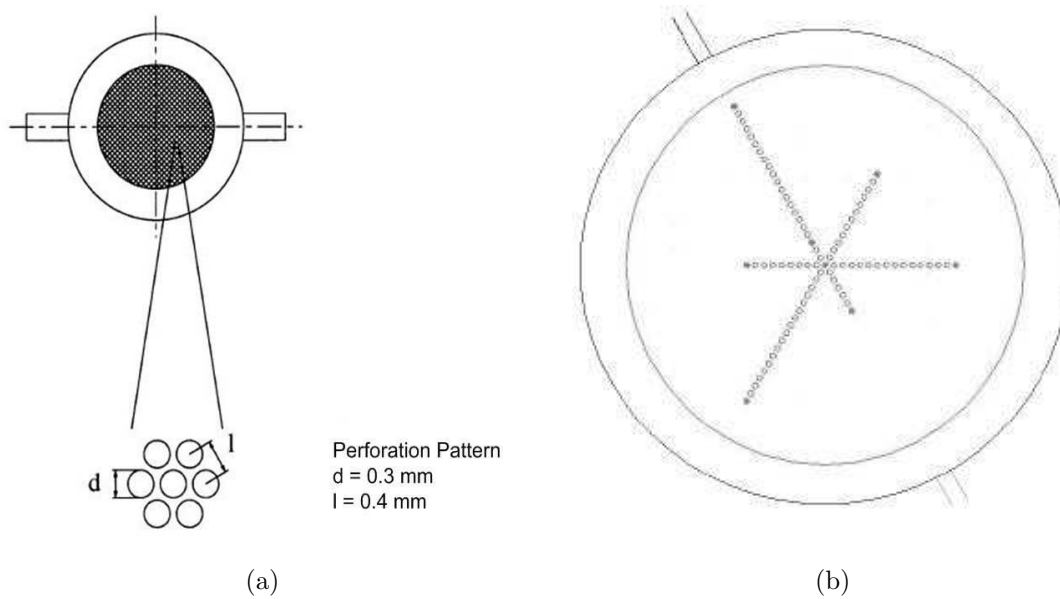 l
d
Perforation Pattern
d = 0.3 mm
l = 0.4 mm
(a)
(b)